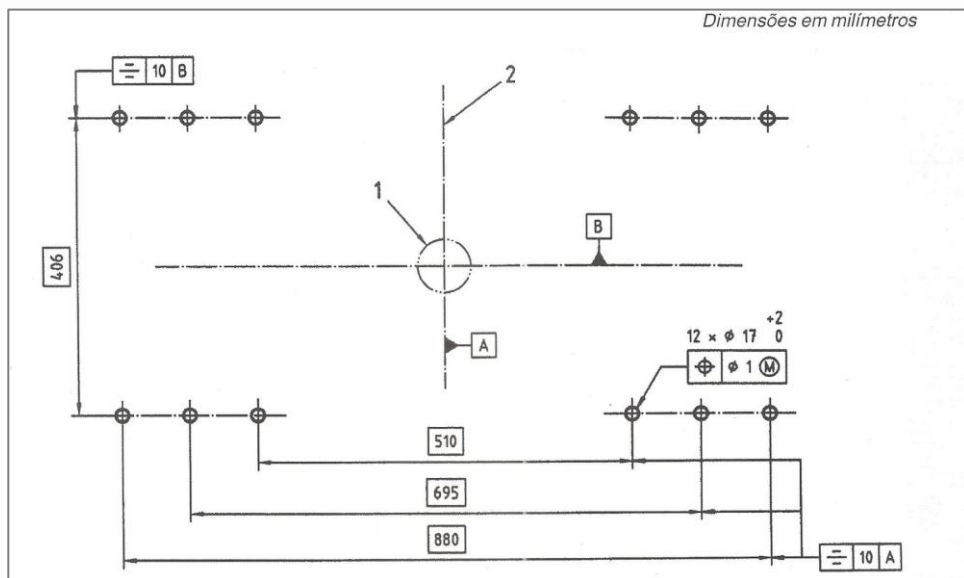 Dimensões em milímetros
10 B
2
1
B
406
A
+2
12 × ⌀ 17 0
⌀ 1 Ⓜ
510
695
880
10 A